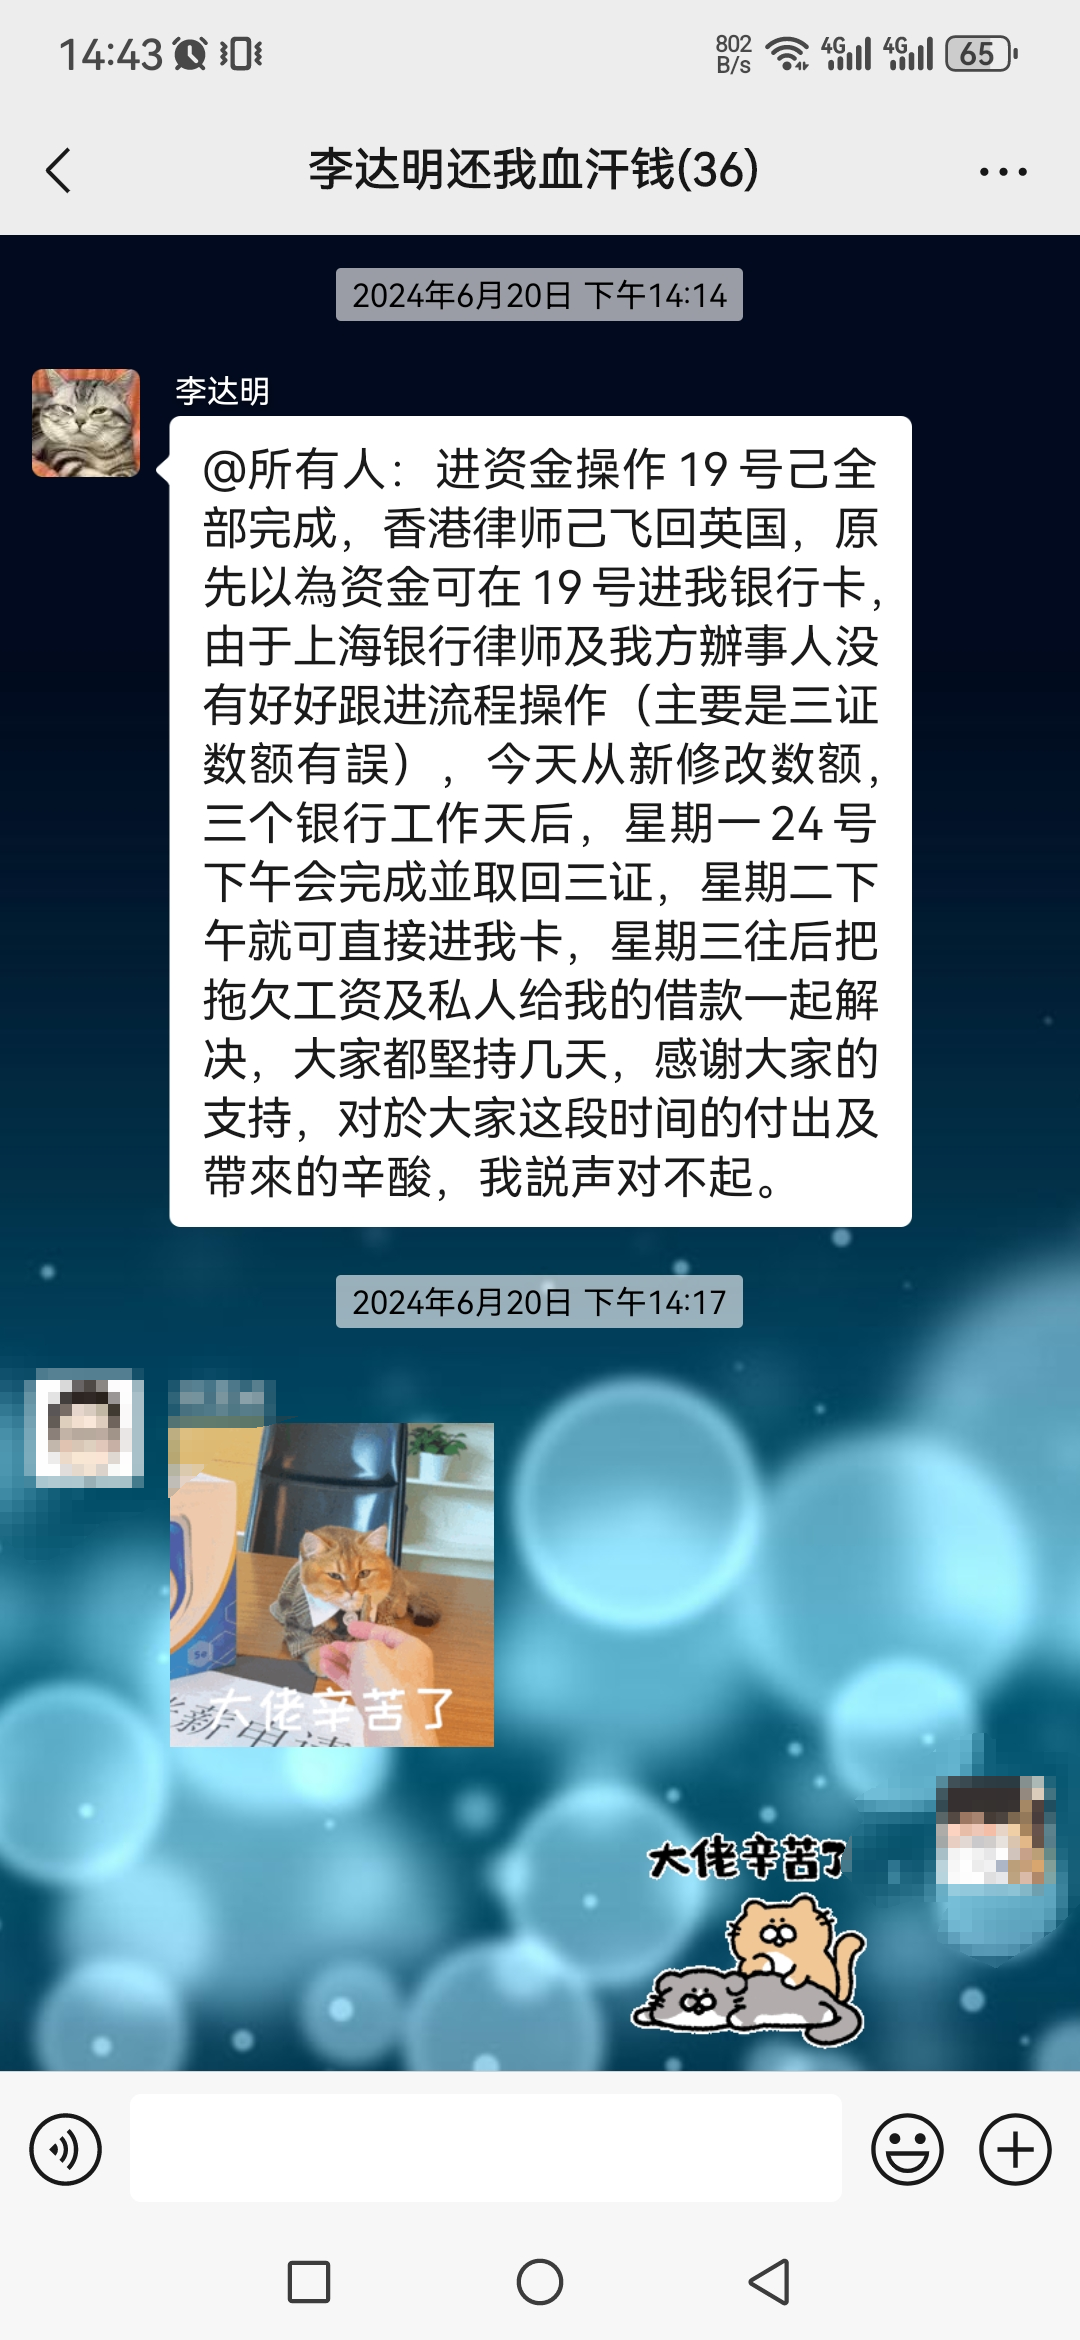 14:43
802 B/s
4G
4G
65
李达明还我血汗钱(36)
2024年6月20日 下午14:14
李达明
@所有人：进资金操作19号己全
部完成，香港律师己飞回英国，原
先以為资金可在19号进我银行卡，
由于上海银行律师及我方辦事人没
有好好跟进流程操作（主要是三证
数额有誤），今天从新修改数额，
三个银行工作天后，星期一24号
下午会完成並取回三证，星期二下
午就可直接进我卡，星期三往后把
拖欠工资及私人给我的借款一起解
决，大家都堅持几天，感谢大家的
支持，对於大家这段时间的付出及
帶來的辛酸，我説声对不起。
2024年6月20日 下午14:17
大佬辛苦了
新申请
大佬辛苦了